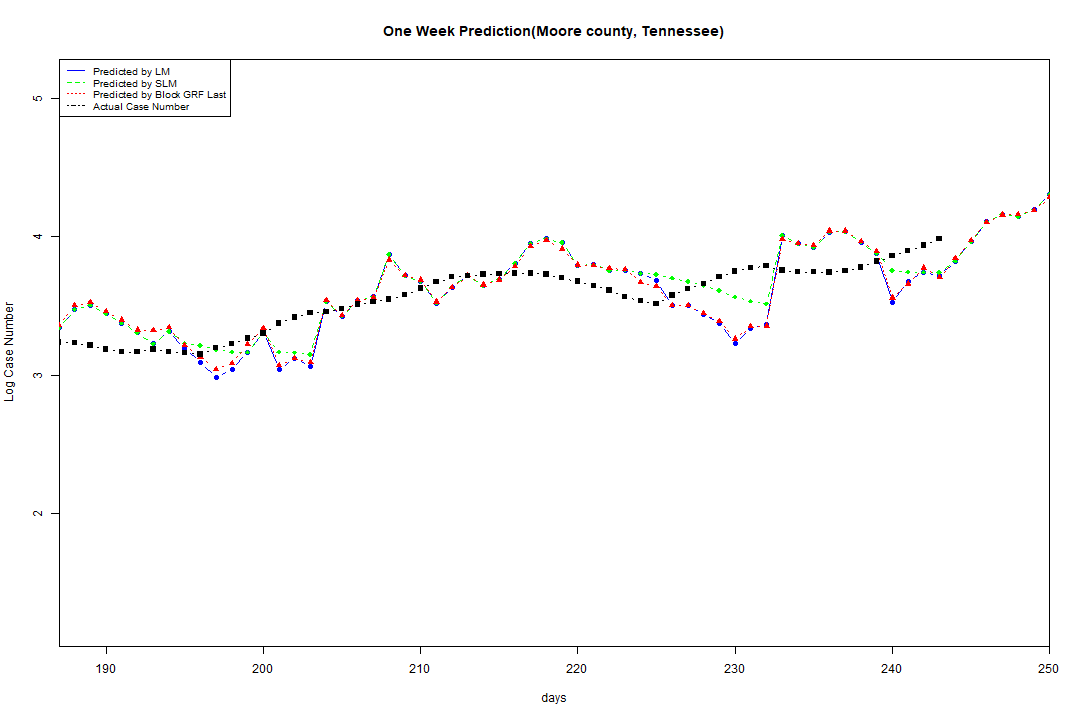 One Week Prediction(Moore county, Tennessee)
Predicted by LM
Predicted by SLM
Predicted by Block GRF Last
Actual Case Number
5
4
3
2
Log Case Number
190 200 210 220 230 240 250
days